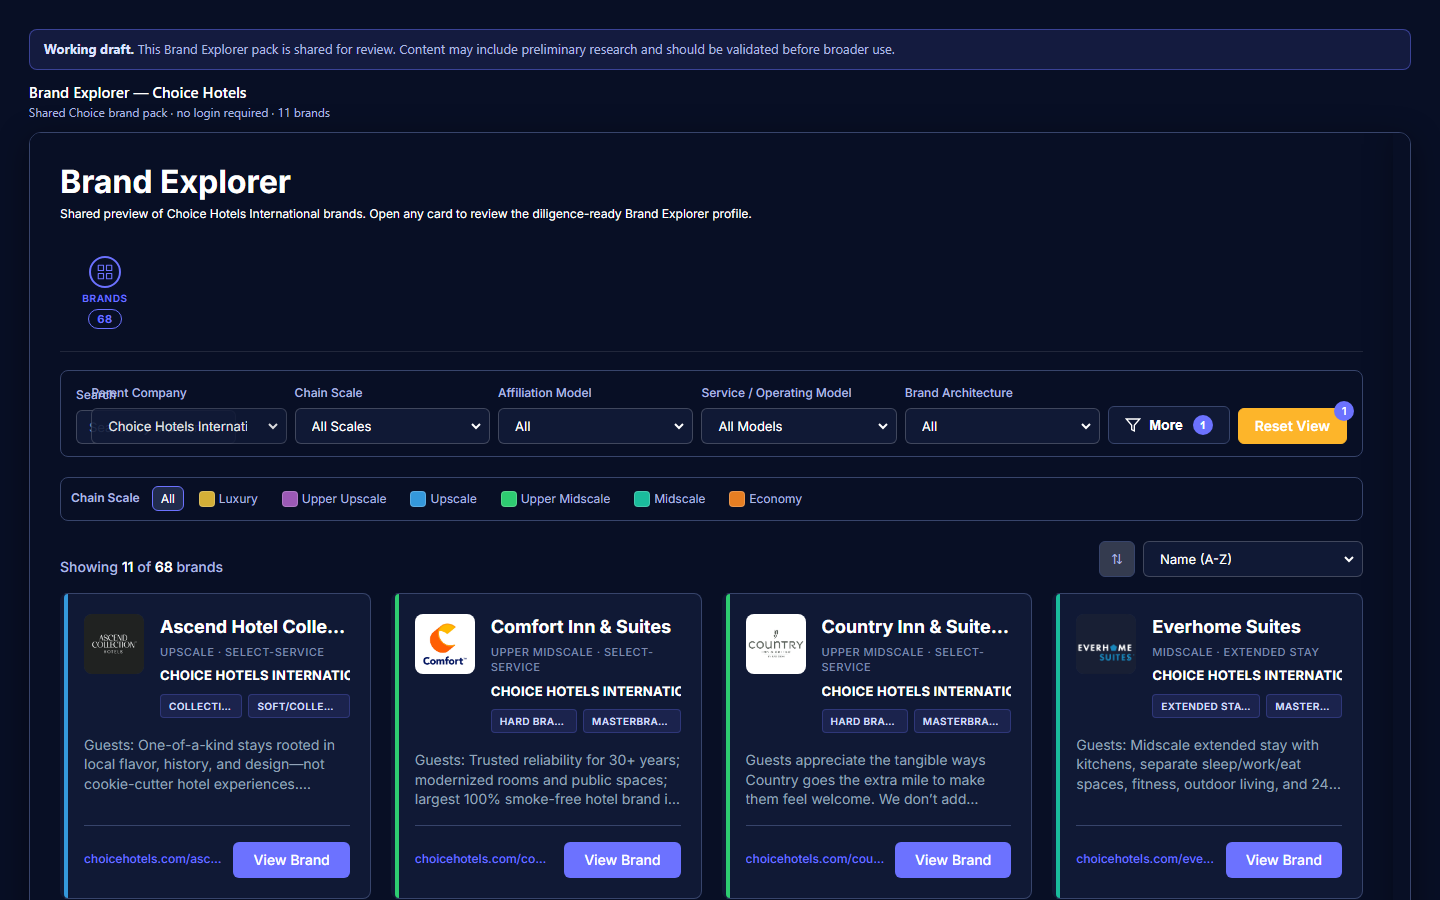 Working draft. This Brand Explorer pack is shared for review. Content may include preliminary research and should be validated before broader use.
Brand Explorer — Choice Hotels
Shared Choice brand pack · no login required · 11 brands
Brand Explorer
Shared preview of Choice Hotels International brands. Open any card to review the diligence-ready Brand Explorer profile.
BRANDS
68
Search
Parent Company
Chain Scale
Affiliation Model
Service / Operating Model
Brand Architecture
Choice Hotels Internati
All Scales
All
All Models
All
More 1
Reset View
1
Chain Scale All Luxury Upper Upscale Upscale Upper Midscale Midscale Economy
Showing 11 of 68 brands
Name (A-Z)
ASCEND
COLLECTION
HOTELS
Ascend Hotel Colle...
UPSCALE · SELECT-SERVICE
CHOICE HOTELS INTERNATIO
COLLECTI... SOFT/COLLE...
Guests: One-of-a-kind stays rooted in
local flavor, history, and design—not
cookie-cutter hotel experiences....
choicehotels.com/asc... View Brand
Comfort
Comfort Inn & Suites
UPPER MIDSCALE · SELECT-
SERVICE
CHOICE HOTELS INTERNATIO
HARD BRA... MASTERBRA...
Guests: Trusted reliability for 30+ years;
modernized rooms and public spaces;
largest 100% smoke-free hotel brand i...
choicehotels.com/co... View Brand
COUNTRY
Country Inn & Suite...
UPPER MIDSCALE · SELECT-
SERVICE
CHOICE HOTELS INTERNATIO
HARD BRA... MASTERBRA...
Guests appreciate the tangible ways
Country goes the extra mile to make
them feel welcome. We don’t add...
choicehotels.com/cou... View Brand
EVERHOME
SUITES
Everhome Suites
MIDSCALE · EXTENDED STAY
CHOICE HOTELS INTERNATIO
EXTENDED STA... MASTER...
Guests: Midscale extended stay with
kitchens, separate sleep/work/eat
spaces, fitness, outdoor living, and 24...
choicehotels.com/eve... View Brand